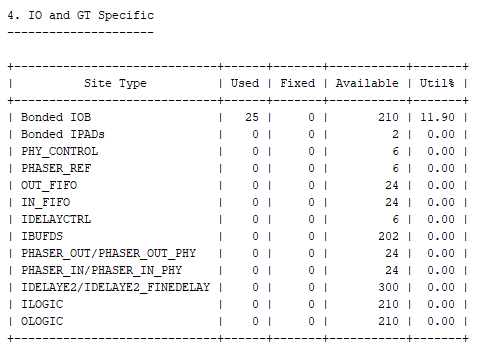 4. IO and GT Specific
---------------------
+-----------------------------+------+-------+-----------+-------+
|          Site Type          | Used | Fixed | Available | Util% |
+-----------------------------+------+-------+-----------+-------+
| Bonded IOB                  |   25 |     0 |       210 | 11.90 |
| Bonded IPADs                |    0 |     0 |         2 |  0.00 |
| PHY_CONTROL                 |    0 |     0 |         6 |  0.00 |
| PHASER_REF                  |    0 |     0 |         6 |  0.00 |
| OUT_FIFO                    |    0 |     0 |        24 |  0.00 |
| IN_FIFO                     |    0 |     0 |        24 |  0.00 |
| IDELAYCTRL                  |    0 |     0 |         6 |  0.00 |
| IBUFDS                      |    0 |     0 |       202 |  0.00 |
| PHASER_OUT/PHASER_OUT_PHY   |    0 |     0 |        24 |  0.00 |
| PHASER_IN/PHASER_IN_PHY     |    0 |     0 |        24 |  0.00 |
| IDELAYE2/IDELAYE2_FINEDELAY |    0 |     0 |       300 |  0.00 |
| ILOGIC                      |    0 |     0 |       210 |  0.00 |
| OLOGIC                      |    0 |     0 |       210 |  0.00 |
+-----------------------------+------+-------+-----------+-------+